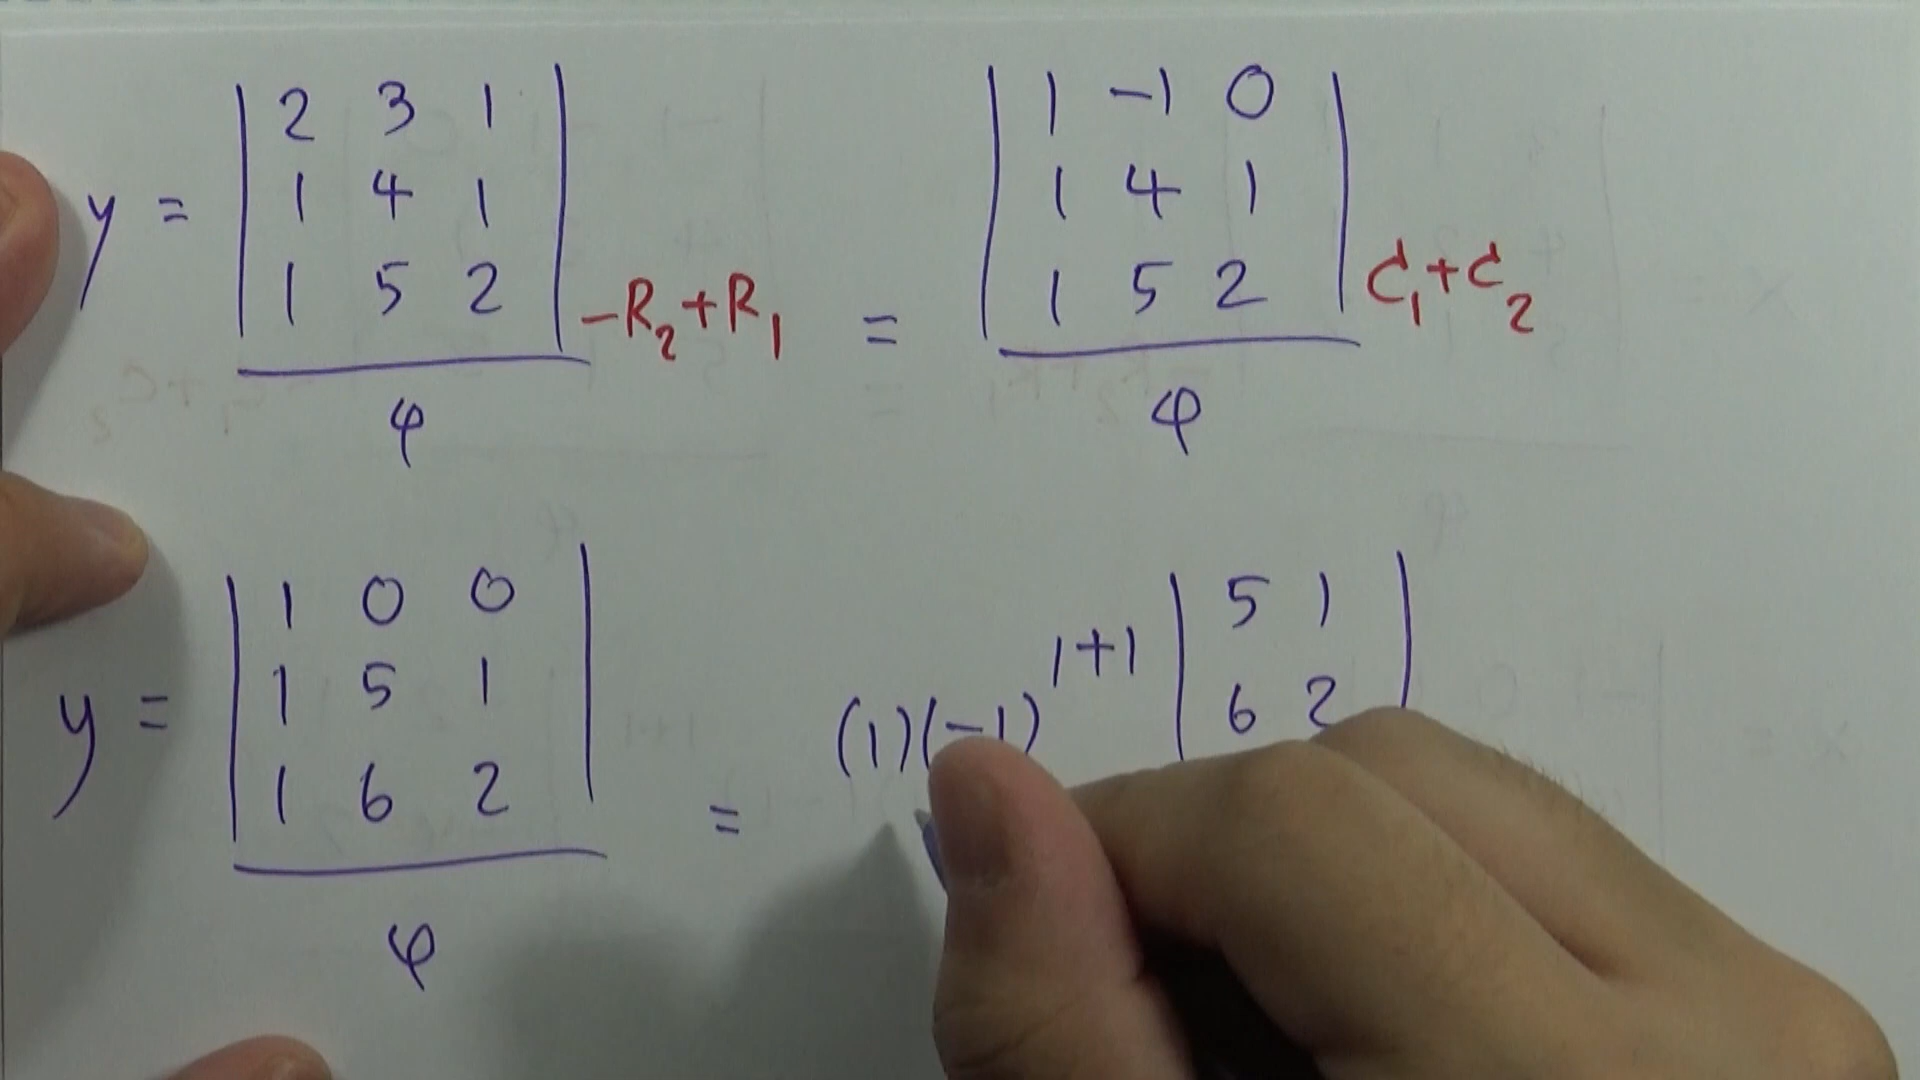 y = | 2 3 1 |
| 1 4 1 |
| 1 5 2 | -R₂+R₁
φ
= | 1 -1 0 |
| 1 4 1 |
| 1 5 2 | C₁+C₂
φ
y = | 1 0 0 |
| 1 5 1 |
| 1 6 2 |
φ
= (1)(-1)¹⁺¹ | 5 1 |
| 6 2 |